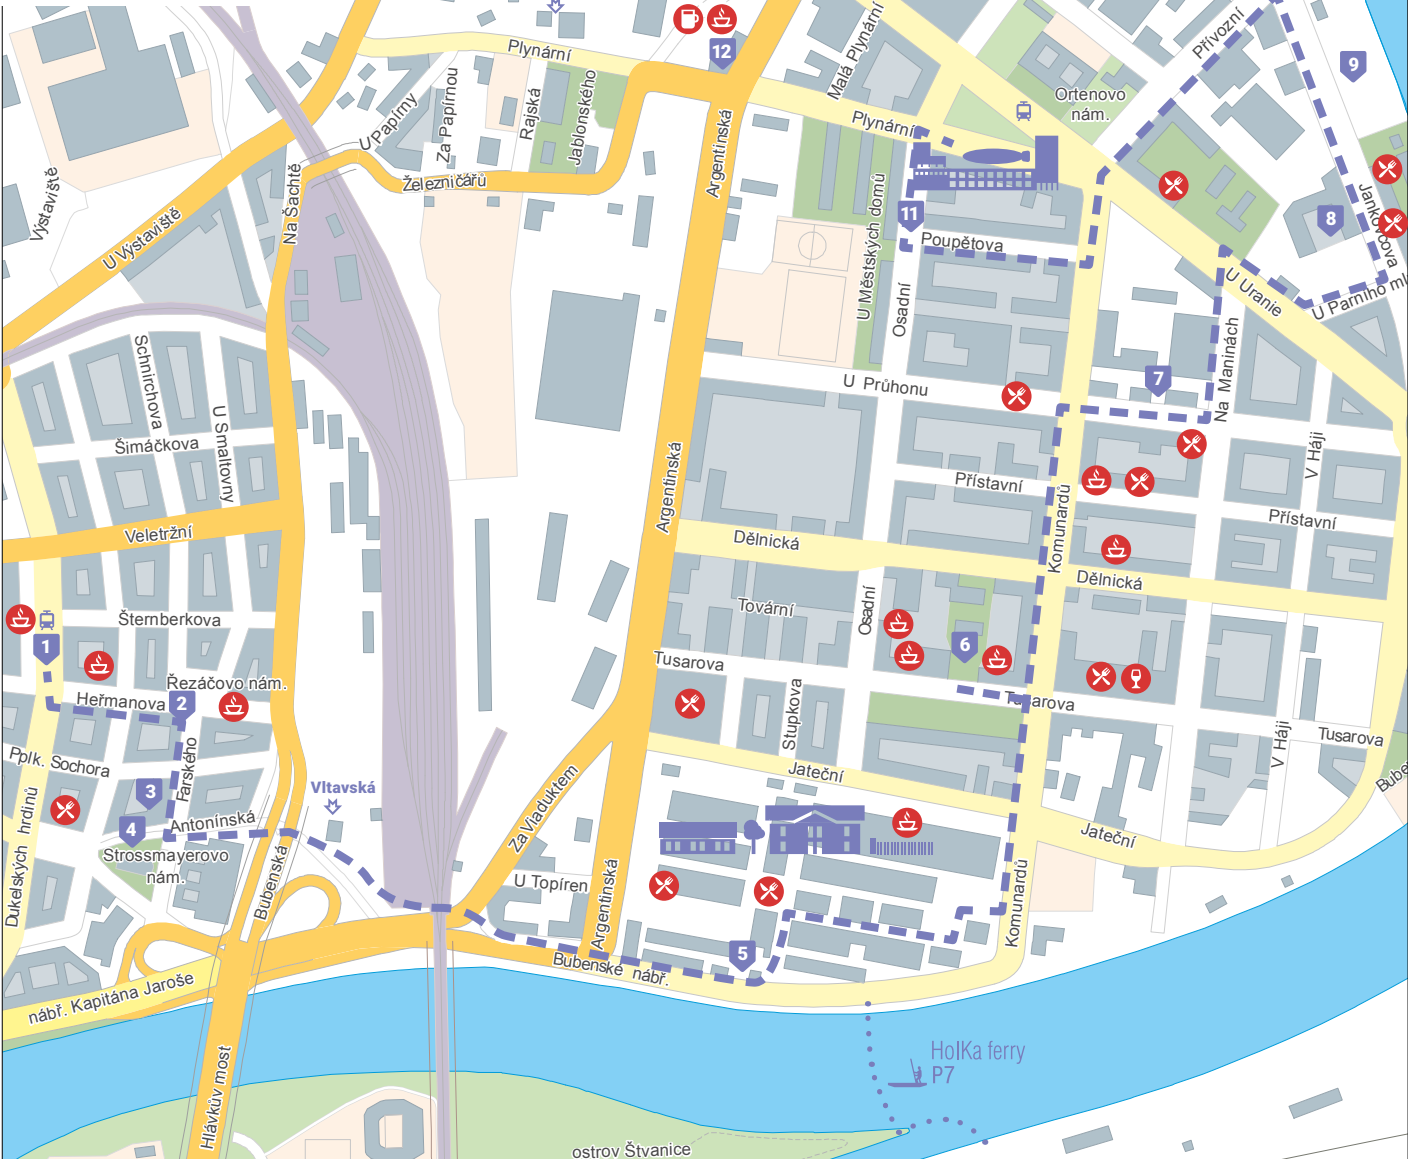 Plynární
12
Malá Plynární
Přívozní
9
Ortenovo
nám.
Plynární
U Papírny
Za Papírnou
Rajská
Jablonského
Argentinská
Železničářů
Výstaviště
Na Šachtě
U Výstaviště
U Městských domů
11
Poupětova
Osadní
8
Jankovcova
U Uranie
U Parního ml
Schnirchova
U Smaltovny
Šimáčkova
U Průhonu
7
Na Maninách
V Háji
Argentinská
Přístavní
Komunardů
Přístavní
Veletržní
Dělnická
Dělnická
Šternberkova
Tovární
Osadní
1
6
Řezáčovo nám.
Heřmanova
2
Tusarova
Tusarova
Stupkova
V Háji
Tusarova
Pplk. Sochora
Farského
Vltavská
3
Jateční
Za Viaduktem
Dukelských hrdinů
4
Antonínská
Jateční
Strossmayerovo
nám.
Bubenská
U Topíren
Argentinská
Komunardů
5
Bubenské nábř.
nábř. Kapitána Jaroše
Hlávkův most
HolKa ferry
P7
ostrov Štvanice